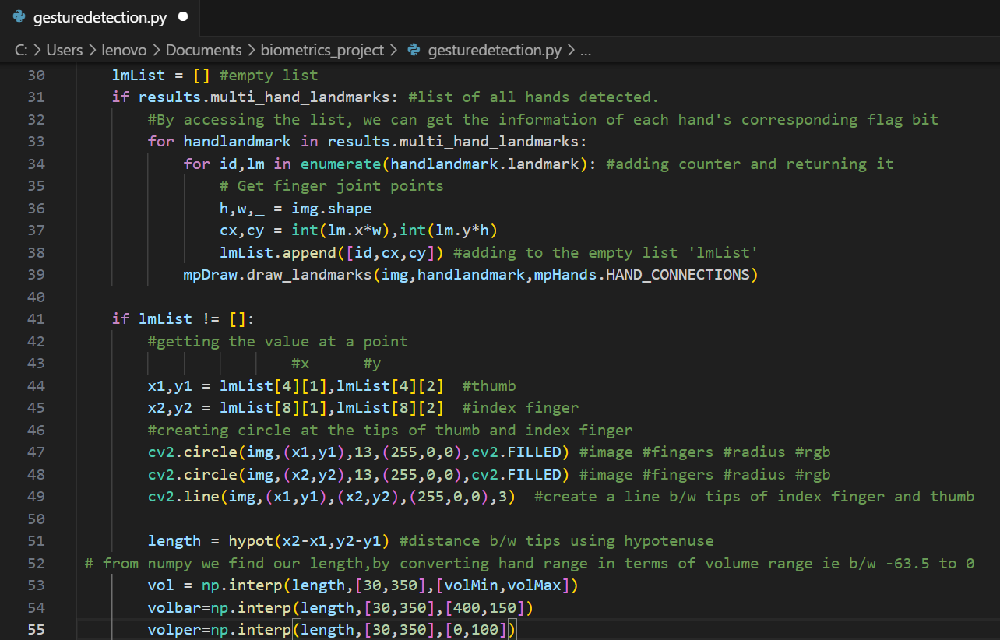 gesturedetection.py
C: > Users > lenovo > Documents > biometrics_project > gesturedetection.py > ...
30 lmList = [] #empty list
31 if results.multi_hand_landmarks: #list of all hands detected.
32 #By accessing the list, we can get the information of each hand's corresponding flag bit
33 for handlandmark in results.multi_hand_landmarks:
34 for id,lm in enumerate(handlandmark.landmark): #adding counter and returning it
35 # Get finger joint points
36 h,w,_ = img.shape
37 cx,cy = int(lm.x*w),int(lm.y*h)
38 lmList.append([id,cx,cy]) #adding to the empty list 'lmList'
39 mpDraw.draw_landmarks(img,handlandmark,mpHands.HAND_CONNECTIONS)
40
41 if lmList != []:
42 #getting the value at a point
43 #x #y
44 x1,y1 = lmList[4][1],lmList[4][2] #thumb
45 x2,y2 = lmList[8][1],lmList[8][2] #index finger
46 #creating circle at the tips of thumb and index finger
47 cv2.circle(img,(x1,y1),13,(255,0,0),cv2.FILLED) #image #fingers #radius #rgb
48 cv2.circle(img,(x2,y2),13,(255,0,0),cv2.FILLED) #image #fingers #radius #rgb
49 cv2.line(img,(x1,y1),(x2,y2),(255,0,0),3) #create a line b/w tips of index finger and thumb
50
51 length = hypot(x2-x1,y2-y1) #distance b/w tips using hypotenuse
52 # from numpy we find our length,by converting hand range in terms of volume range ie b/w -63.5 to 0
53 vol = np.interp(length,[30,350],[volMin,volMax])
54 volbar=np.interp(length,[30,350],[400,150])
55 volper=np.interp(length,[30,350],[0,100])